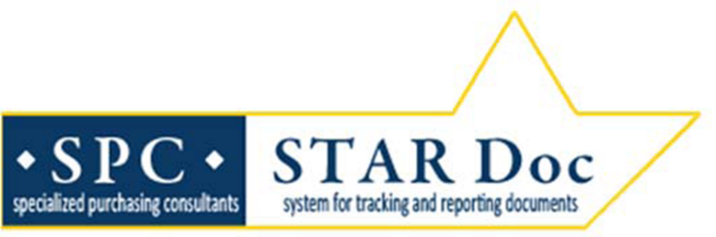 SPC
specialized purchasing consultants
STAR Doc
system for tracking and reporting documents